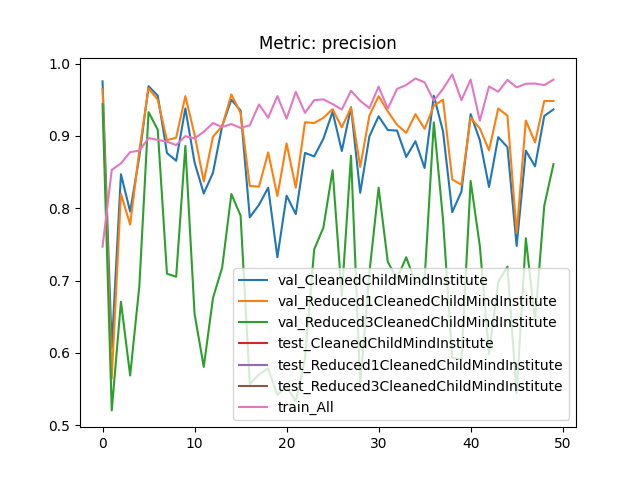 Metric: precision
1.0
0.9
0.8
0.7
0.6
0.5
val_CleanedChildMindInstitute
val_Reduced1CleanedChildMindInstitute
val_Reduced3CleanedChildMindInstitute
test_CleanedChildMindInstitute
test_Reduced1CleanedChildMindInstitute
test_Reduced3CleanedChildMindInstitute
train_All
0 10 20 30 40 50